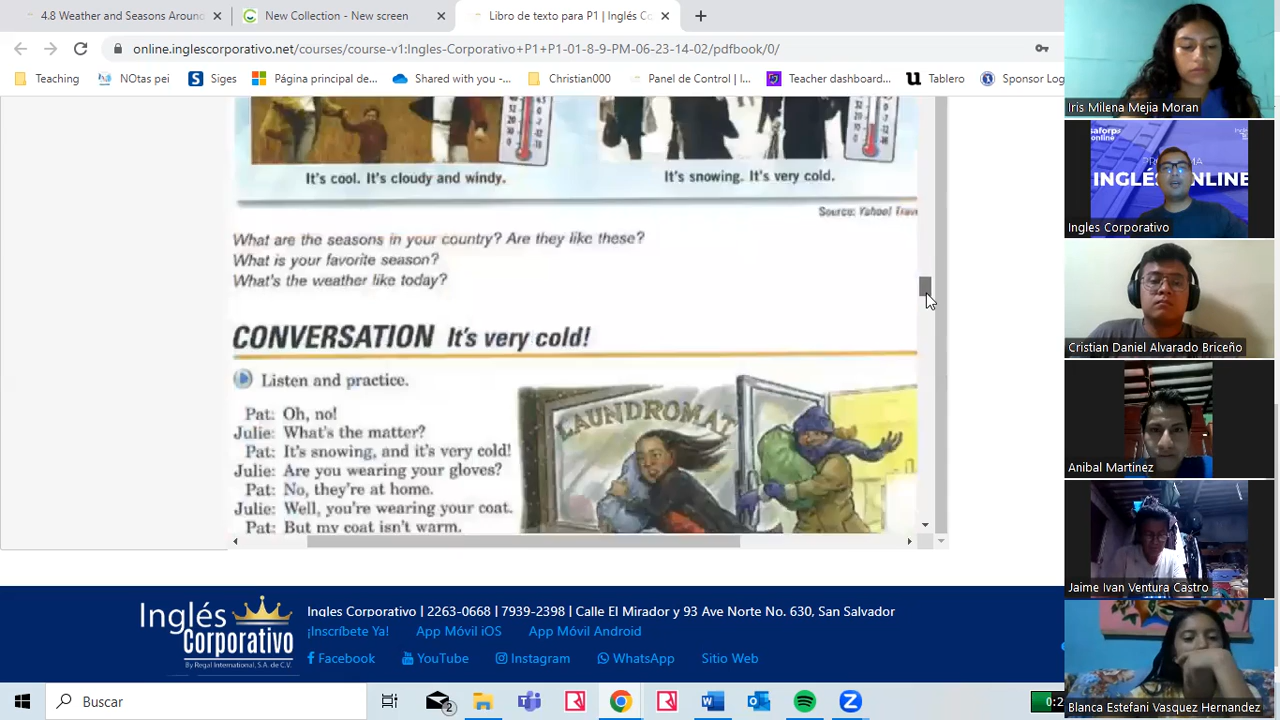 4.8 Weather and Seasons Around
New Collection - New screen
Libro de texto para P1 | Inglés Co
online.inglescorporativo.net/courses/course-v1:Ingles-Corporativo+P1+P1-01-8-9-PM-06-23-14-02/pdfbook/0/
Teaching
NOtas pei
Siges
Página principal de...
Shared with you -...
Christian000
Panel de Control | I...
Teacher dashboard...
Tablero
Sponsor Log
It's cool. It's cloudy and windy.
It's snowing. It's very cold.
Source: Yahoo! Trave
What are the seasons in your country? Are they like these?
What is your favorite season?
What's the weather like today?
CONVERSATION It's very cold!
Listen and practice.
Pat: Oh, no!
Julie: What's the matter?
Pat: It's snowing, and it's very cold!
Julie: Are you wearing your gloves?
Pat: No, they're at home.
Julie: Well, you're wearing your coat.
Pat: But my coat isn't warm.
LAUNDROMAT
Inglés Corporativo
By Regal International, S.A. de C.V.
Ingles Corporativo | 2263-0668 | 7939-2398 | Calle El Mirador y 93 Ave Norte No. 630, San Salvador
¡Inscríbete Ya!
App Móvil iOS
App Móvil Android
Facebook
YouTube
Instagram
WhatsApp
Sitio Web
Buscar
2
0:2
Iris Milena Mejia Moran
INGLÉS ONLINE
Ingles Corporativo
Cristian Daniel Alvarado Briceño
Anibal Martinez
Jaime Ivan Ventura Castro
Blanca Estefani Vasquez Hernandez